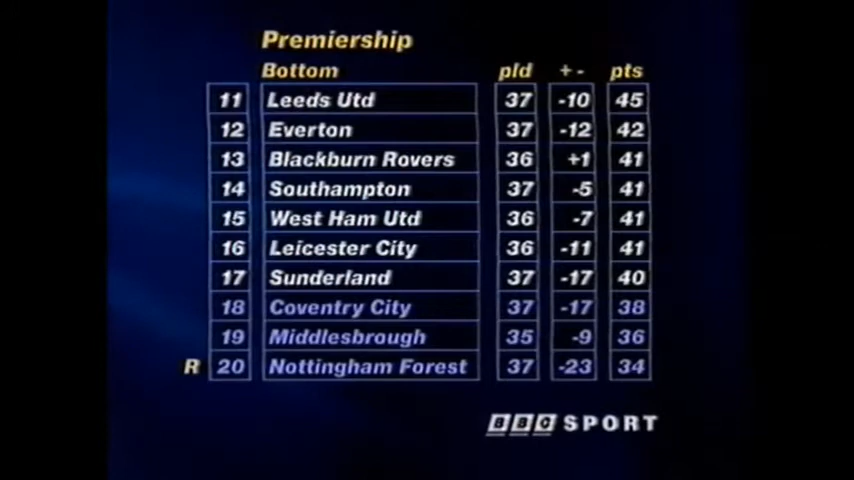 Premiership
Bottom pld + - pts
11 Leeds Utd 37 -10 45
12 Everton 37 -12 42
13 Blackburn Rovers 36 +1 41
14 Southampton 37 -5 41
15 West Ham Utd 36 -7 41
16 Leicester City 36 -11 41
17 Sunderland 37 -17 40
18 Coventry City 37 -17 38
19 Middlesbrough 35 -9 36
R 20 Nottingham Forest 37 -23 34
BBC SPORT